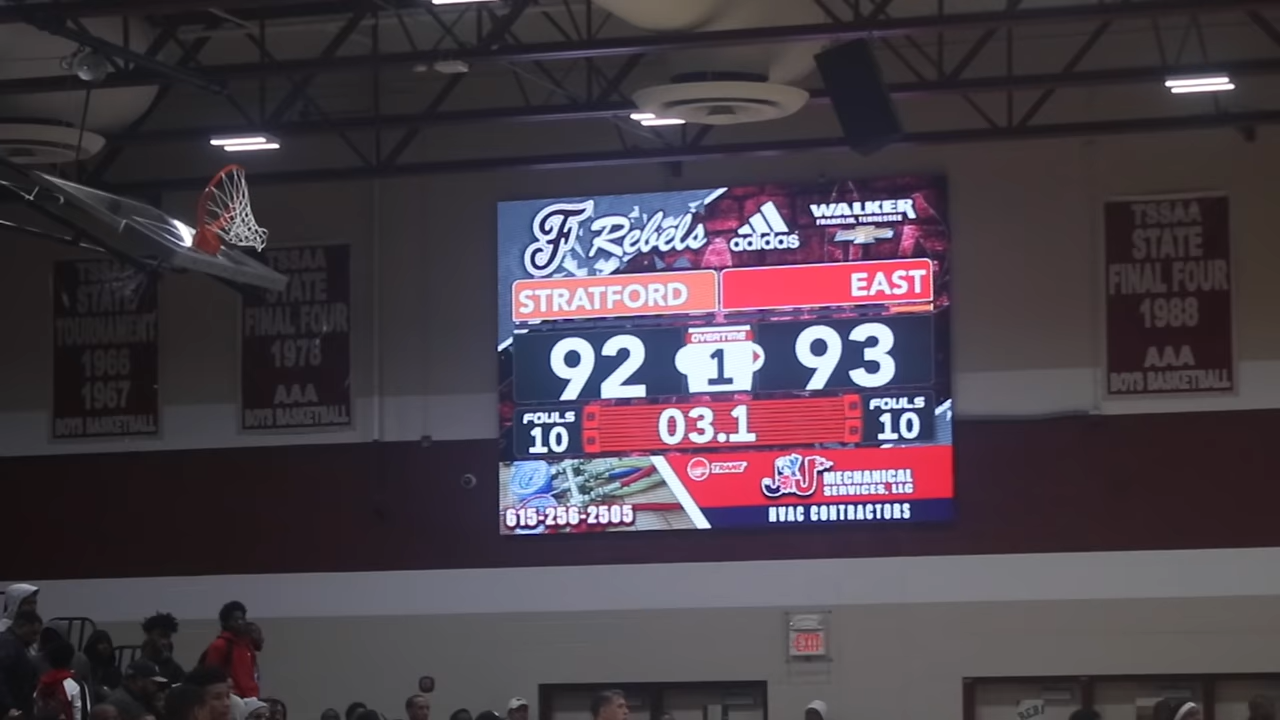 TSSAA
STATE
TOURNAMENT
1966
1967
BOYS BASKETBALL
TSSAA
STATE
FINAL FOUR
1978
AAA
BOYS BASKETBALL
F Rebels
adidas
WALKER
FRANKLIN, TENNESSEE
STRATFORD
EAST
92
OVERTIME
1
93
FOULS
10
03.1
FOULS
10
TRANE
J&J MECHANICAL
SERVICES, LLC
615-256-2505
HVAC CONTRACTORS
TSSAA
STATE
FINAL FOUR
1988
AAA
BOYS BASKETBALL
EXIT